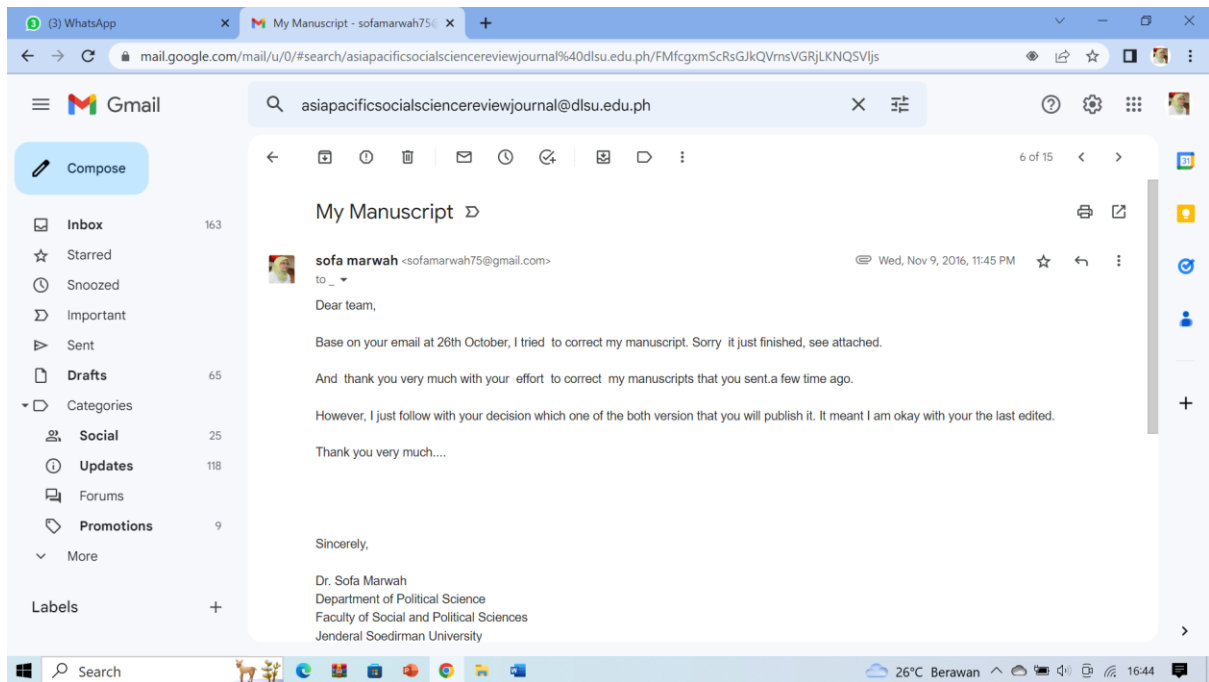 (3) WhatsApp
My Manuscript - sofamarwah75@
mail.google.com/mail/u/0/#search/asiapacificsocialsciencereviewjournal%40dlsu.edu.ph/FMfcgxmScRsGJkQVrnsVGRjLKNQSVljs
Gmail
asiapacificsocialsciencereviewjournal@dlsu.edu.ph
Compose
6 of 15
31
Inbox 163
Starred
Snoozed
Important
Sent
Drafts 65
Categories
Social 25
Updates 118
Forums
Promotions 9
More
Labels
My Manuscript
sofa marwah <sofamarwah75@gmail.com>
Wed, Nov 9, 2016, 11:45 PM
to _
Dear team,
Base on your email at 26th October, I tried to correct my manuscript. Sorry it just finished, see attached.
And thank you very much with your effort to correct my manuscripts that you sent.a few time ago.
However, I just follow with your decision which one of the both version that you will publish it. It meant I am okay with your the last edited.
Thank you very much....
Sincerely,
Dr. Sofa Marwah
Department of Political Science
Faculty of Social and Political Sciences
Jenderal Soedirman University
Search
26°C Berawan
16:44